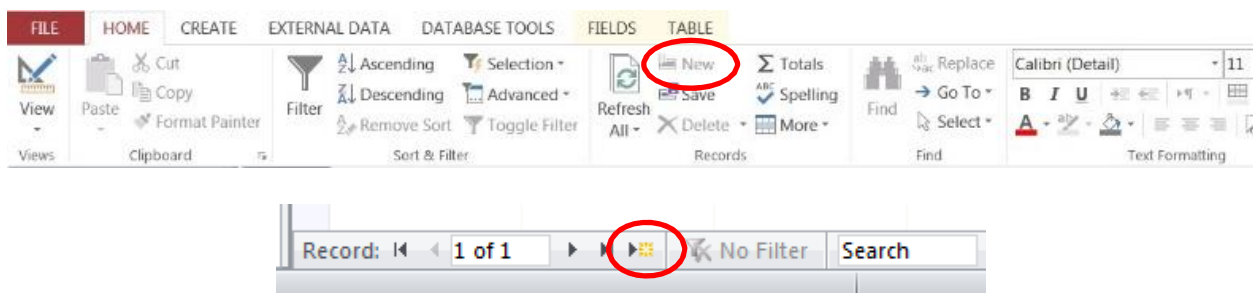 FILE HOME CREATE EXTERNAL DATA DATABASE TOOLS FIELDS TABLE
Cut Ascending Selection New Totals Replace Calibri (Detail) 11
View Paste Copy Filter Descending Advanced Refresh All Save Spelling Find Go To B I U
Format Painter Remove Sort Toggle Filter Delete More Select A
Views Clipboard Sort & Filter Records Find Text Formatting
Record: 1 of 1 No Filter Search